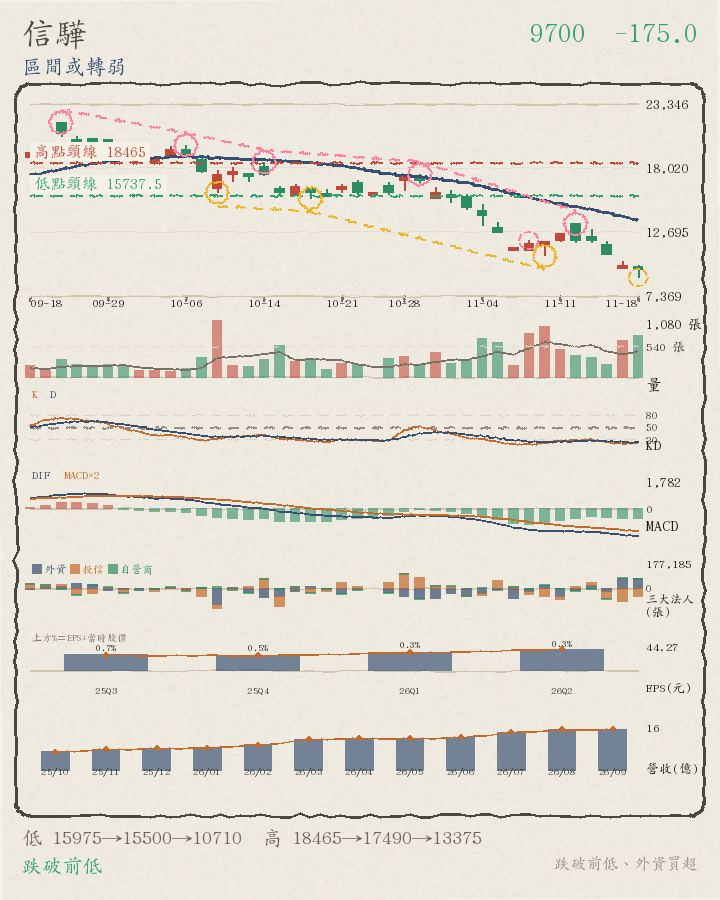 信驊
9700 -175.0
區間或轉弱
23,346
高點頸線 18465
18,020
低點頸線 15737.5
12,695
7,369
09-18 09-29 10-06 10-14 10-21 10-28 11-04 11-11 11-18
1,080 張
540 張
量
K D
80
50
20
KD
DIF MACD×2
1,782
0
MACD
外資 投信 自營商
177,185
0
三大法人
(張)
上方%=EPS÷當時股價
0.7% 0.5% 0.3% 0.3%
44.27
25Q3 25Q4 26Q1 26Q2
EPS(元)
16
25/10 25/11 25/12 26/01 26/02 26/03 26/04 26/05 26/06 26/07 26/08 26/09
營收(億)
低 15975→15500→10710 高 18465→17490→13375
跌破前低
跌破前低、外資買超